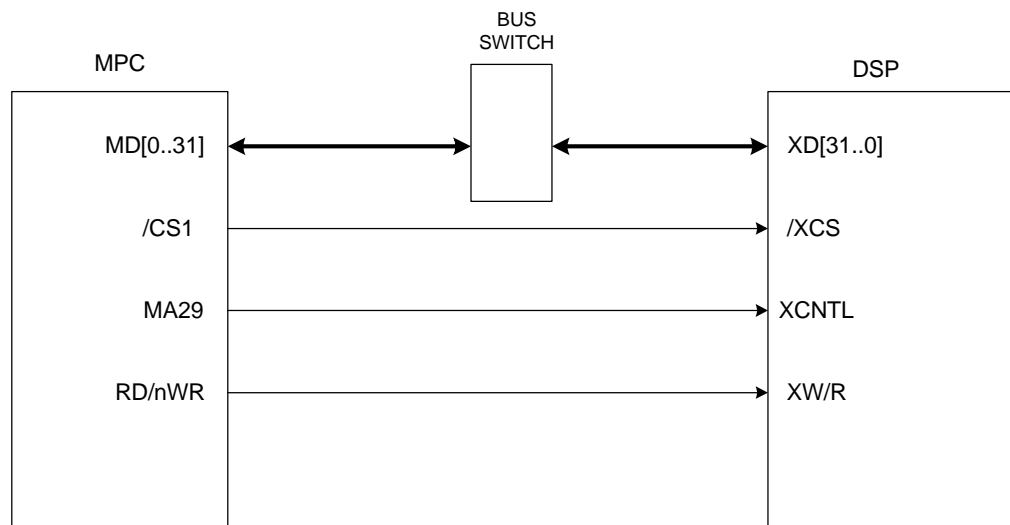 BUS
SWITCH
MPC
DSP
MD[0..31]
XD[31..0]
/CS1
/XCS
MA29
XCNTL
RD/nWR
XW/R